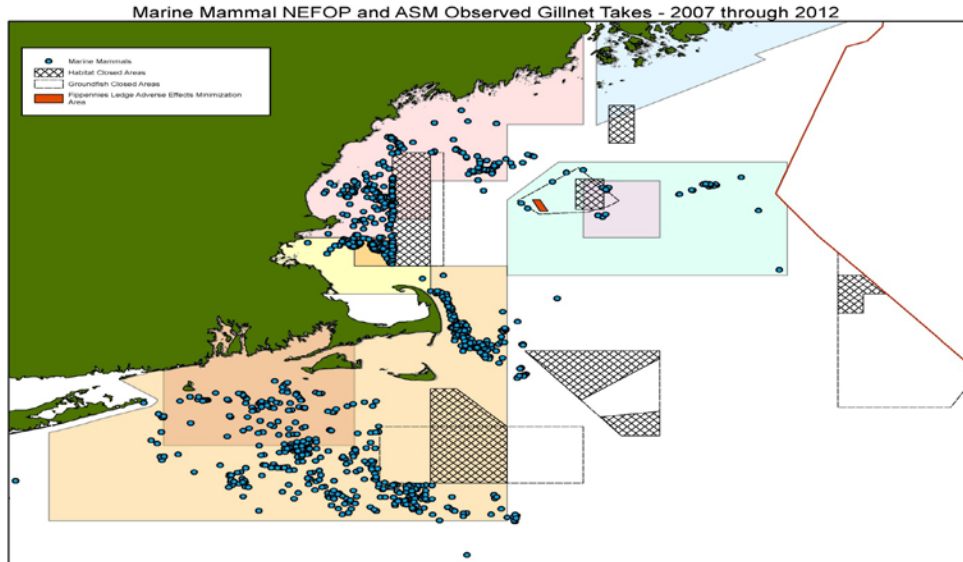 Marine Mammal NEFOP and ASM Observed Gillnet Takes - 2007 through 2012
Marine Mammals
Habitat Closed Areas
Groundfish Closed Areas
Fippennies Ledge Adverse Effects Minimization
Area